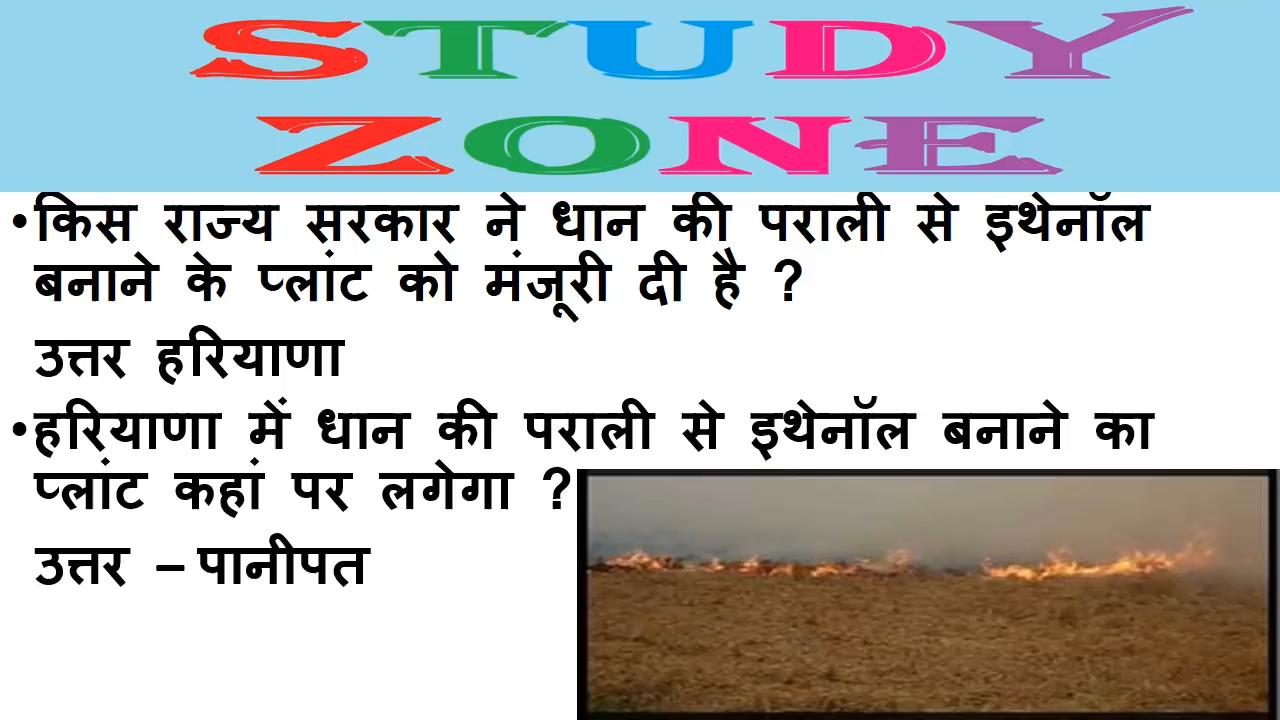 STUDY
ZONE
•किस राज्य सरकार ने धान की पराली से इथेनॉल
बनाने के प्लांट को मंजूरी दी है ?
उत्तर हरियाणा
•हरियाणा में धान की पराली से इथेनॉल बनाने का
प्लांट कहां पर लगेगा ?
उत्तर – पानीपत